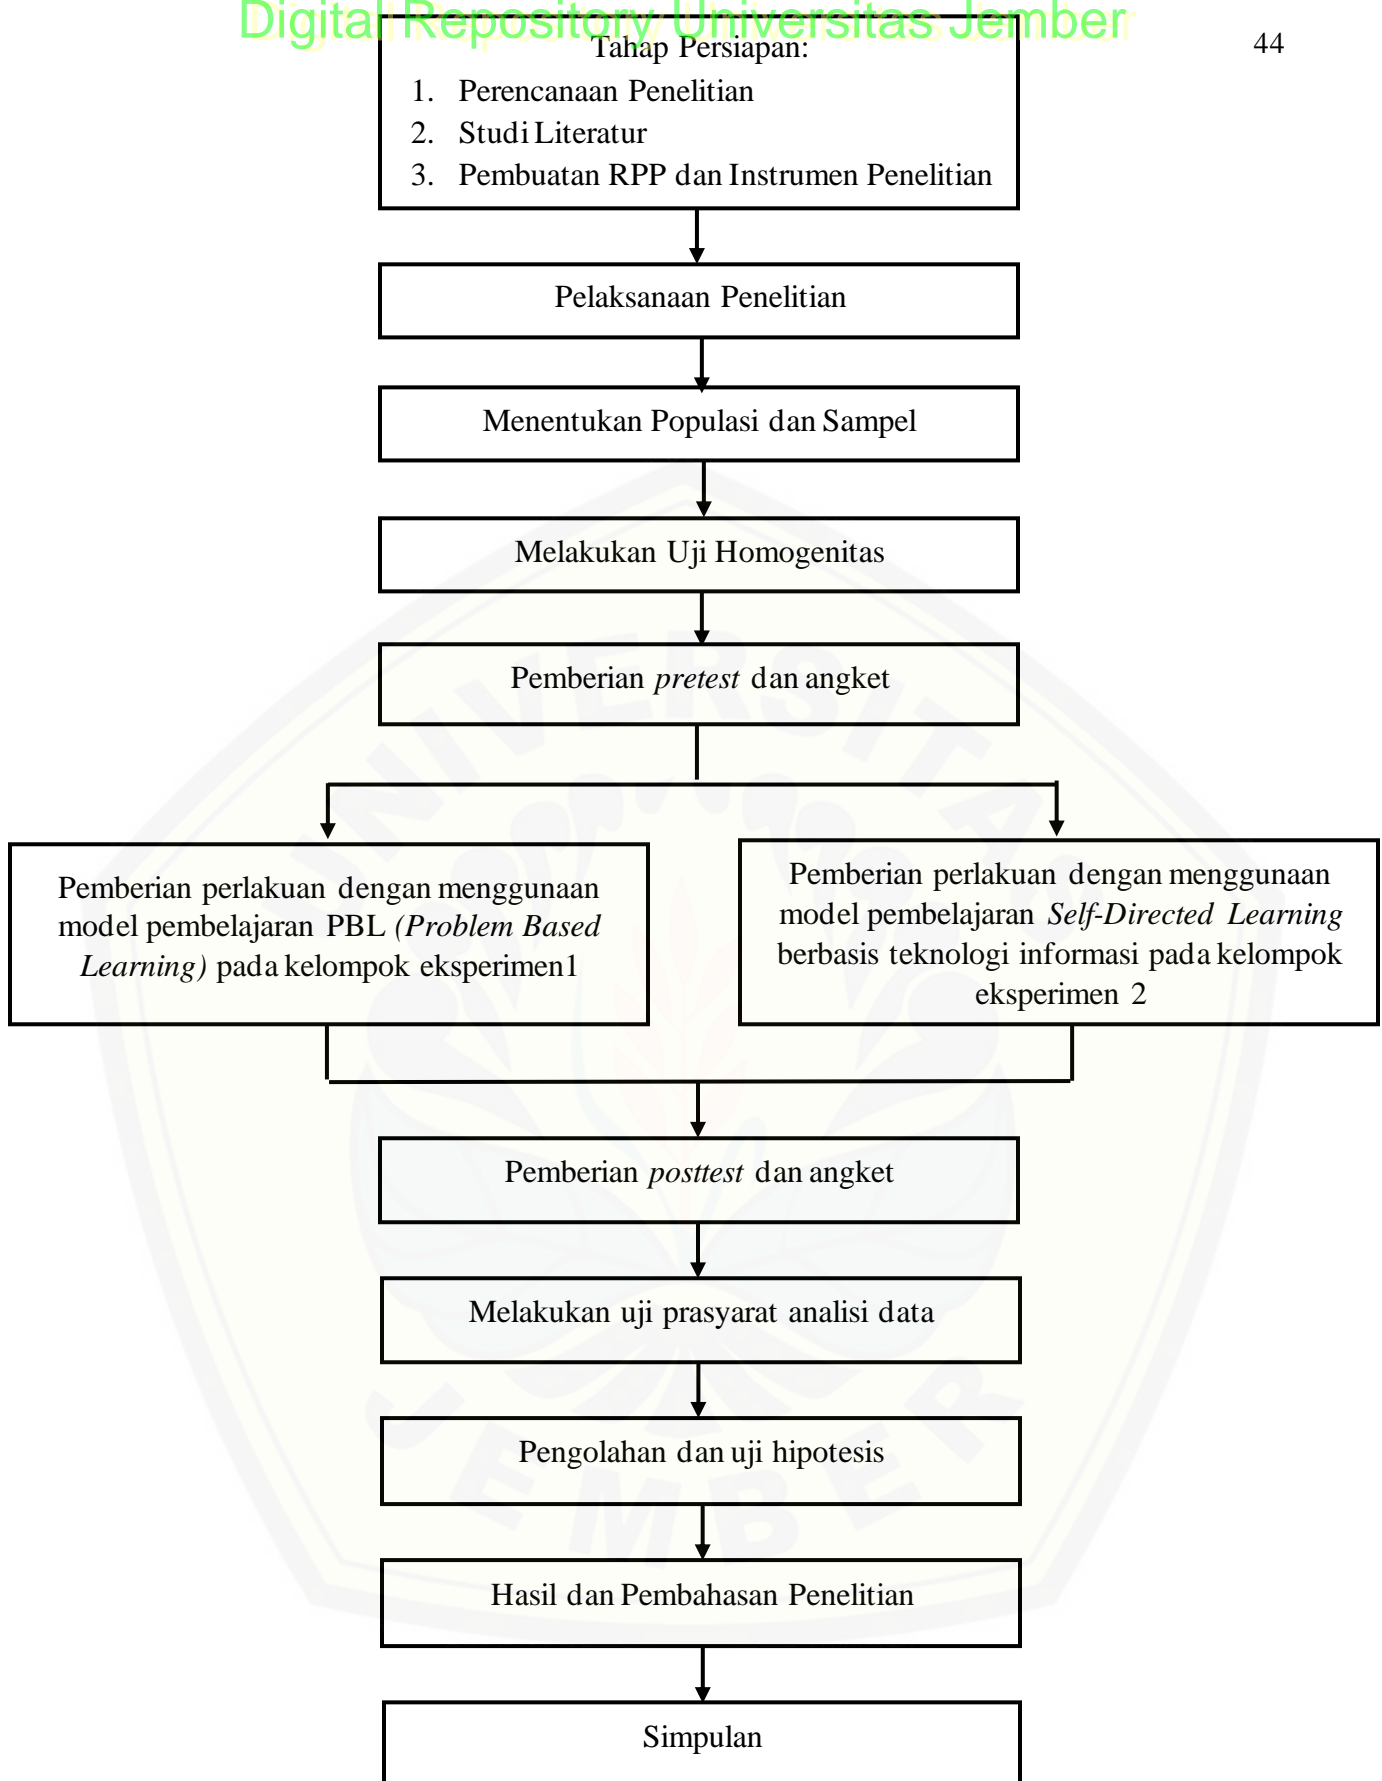 Digital Repository Universitas Jember
44
Tahap Persiapan:
1. Perencanaan Penelitian
2. Studi Literatur
3. Pembuatan RPP dan Instrumen Penelitian
Pelaksanaan Penelitian
Menentukan Populasi dan Sampel
Melakukan Uji Homogenitas
Pemberian pretest dan angket
Pemberian perlakuan dengan menggunaan
model pembelajaran PBL (Problem Based
Learning) pada kelompok eksperimen1
Pemberian perlakuan dengan menggunaan
model pembelajaran Self-Directed Learning
berbasis teknologi informasi pada kelompok
eksperimen 2
Pemberian posttest dan angket
Melakukan uji prasyarat analisi data
Pengolahan dan uji hipotesis
Hasil dan Pembahasan Penelitian
Simpulan
UNIVERSITAS
JEMBER